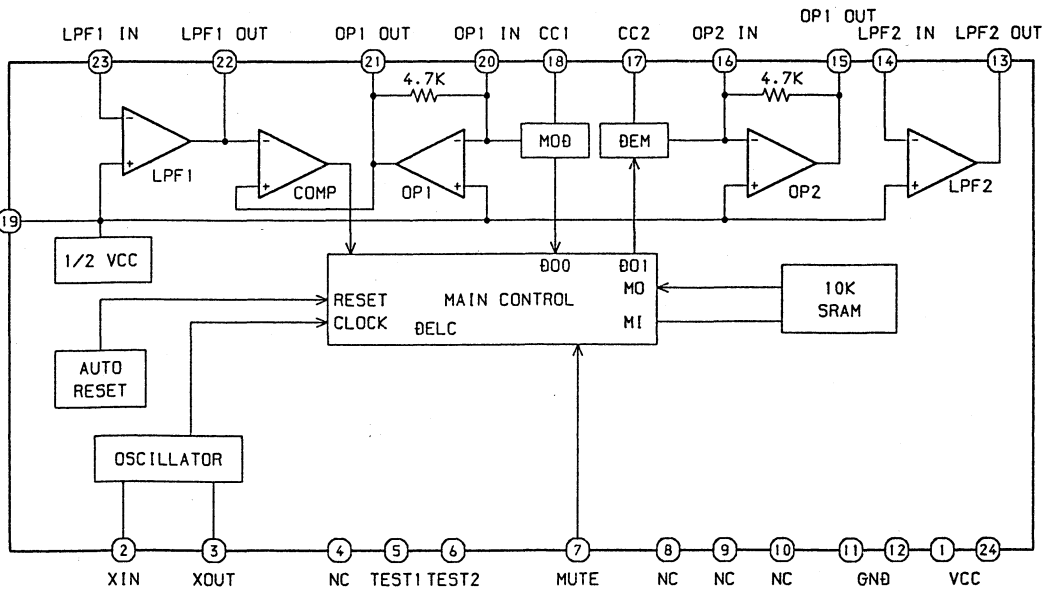 OP1 OUT
LPF1 IN LPF1 OUT OP1 OUT OP1 IN CC1 CC2 OP2 IN LPF2 IN LPF2 OUT
23 22 21 20 18 17 16 15 14 13
4.7K 4.7K
- - - MOD DEM - -
+ LPF1 + COMP OP1 + + OP2 + LPF2
19
1/2 VCC
DO0 DO1
MO
RESET MAIN CONTROL 10K
CLOCK MI SRAM
DELC
AUTO
RESET
OSCILLATOR
2 3 4 5 6 7 8 9 10 11 12 1 24
XIN XOUT NC TEST1 TEST2 MUTE NC NC NC GND VCC